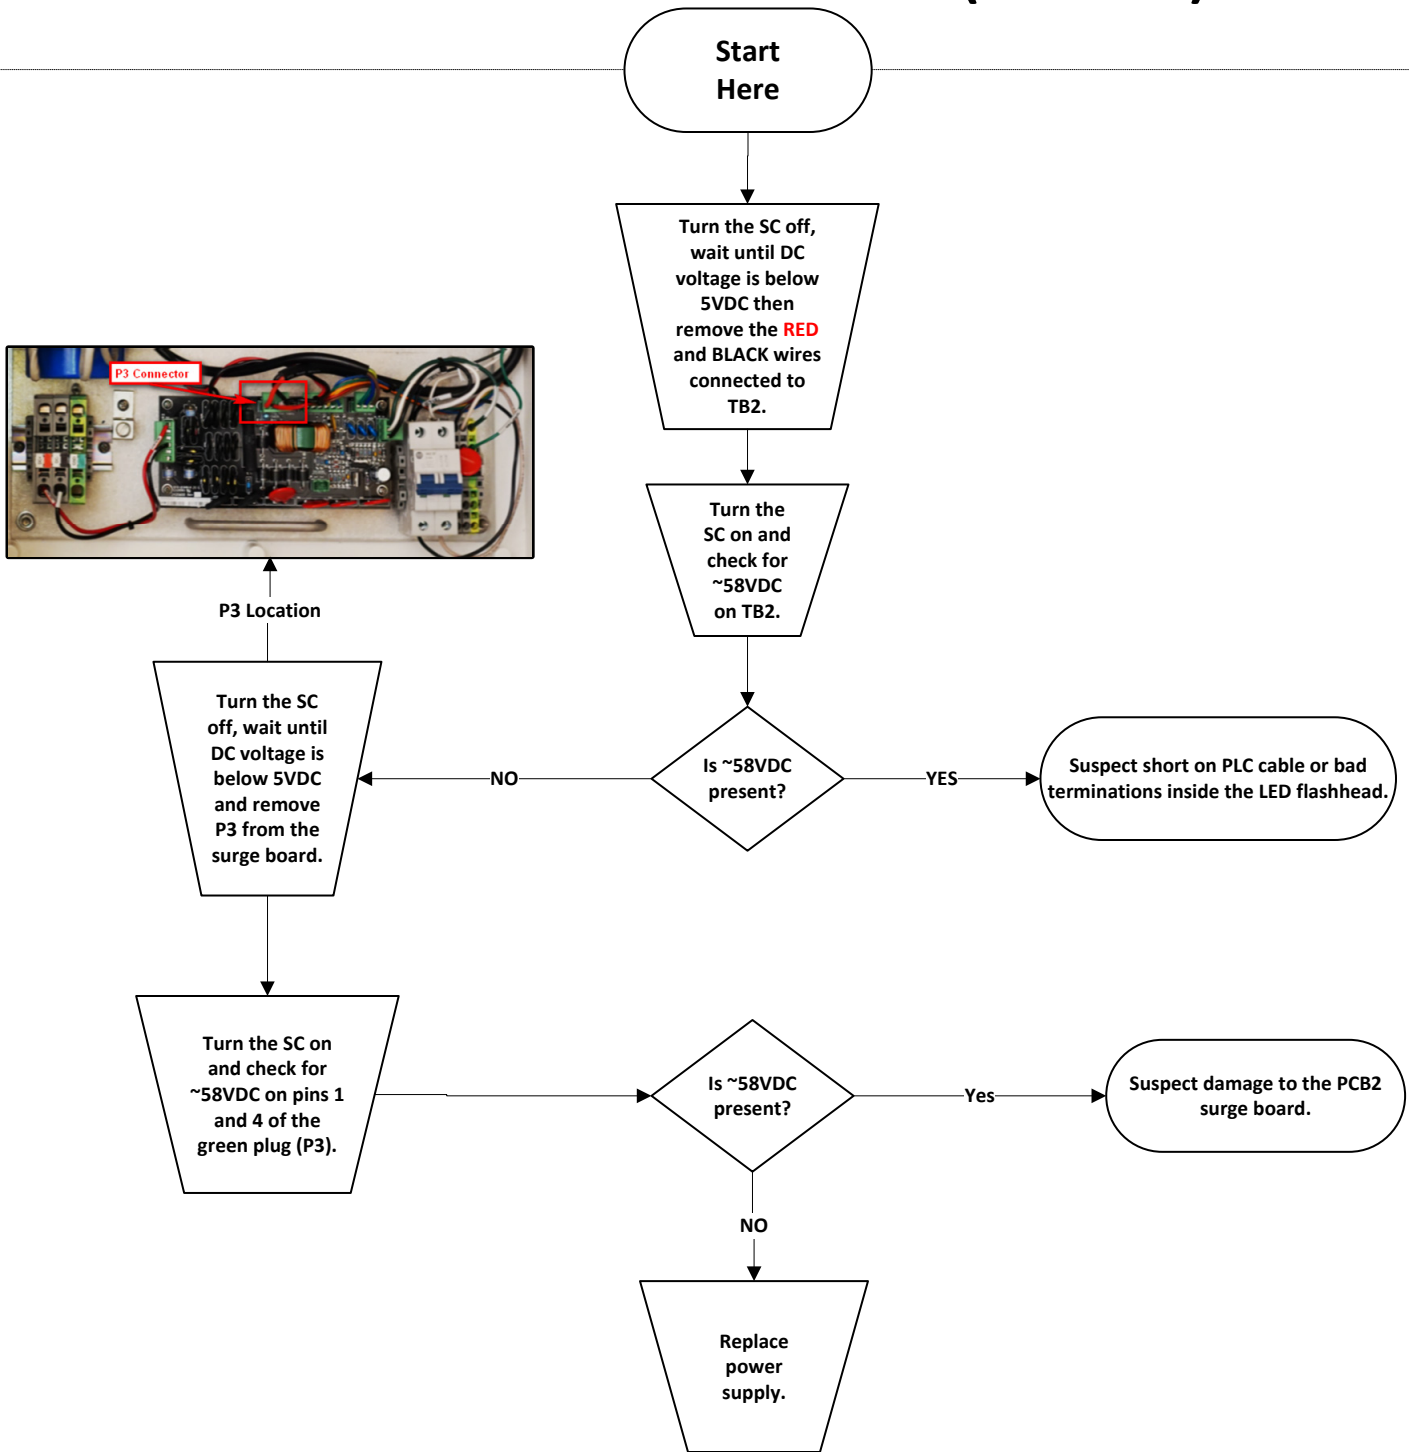 Start
Here
Turn the SC off,
wait until DC
voltage is below
5VDC then
remove the RED
and BLACK wires
connected to
TB2.
P3 Connector
Turn the
SC on and
check for
~58VDC
on TB2.
P3 Location
Turn the SC
off, wait until
DC voltage is
below 5VDC
and remove
P3 from the
surge board.
NO
Is ~58VDC
present?
YES
Suspect short on PLC cable or bad
terminations inside the LED flashhead.
Turn the SC on
and check for
~58VDC on pins 1
and 4 of the
green plug (P3).
Is ~58VDC
present?
Yes
Suspect damage to the PCB2
surge board.
NO
Replace
power
supply.